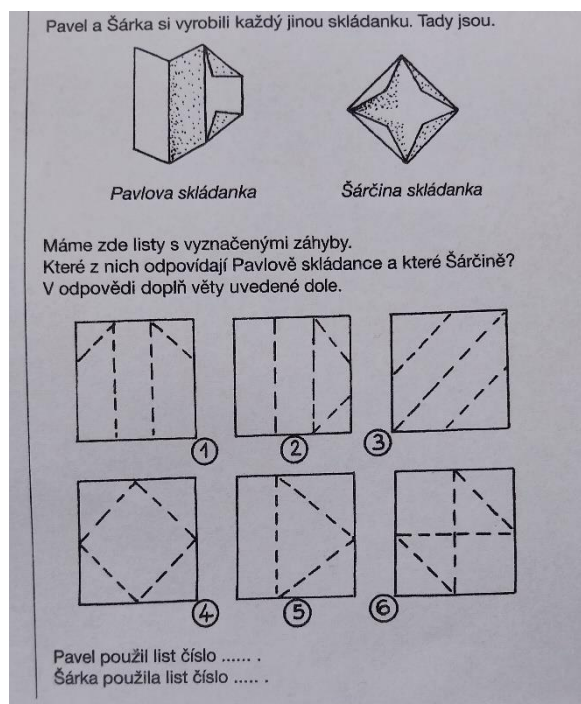 Pavel a Šárka si vyrobili každý jinou skládanku. Tady jsou.
Pavlova skládanka
Šárčina skládanka
Máme zde listy s vyznačenými záhyby.
Které z nich odpovídají Pavlově skládance a které Šárčině?
V odpovědi doplň věty uvedené dole.
1
2
3
4
5
6
Pavel použil list číslo ...... .
Šárka použila list číslo ..... .